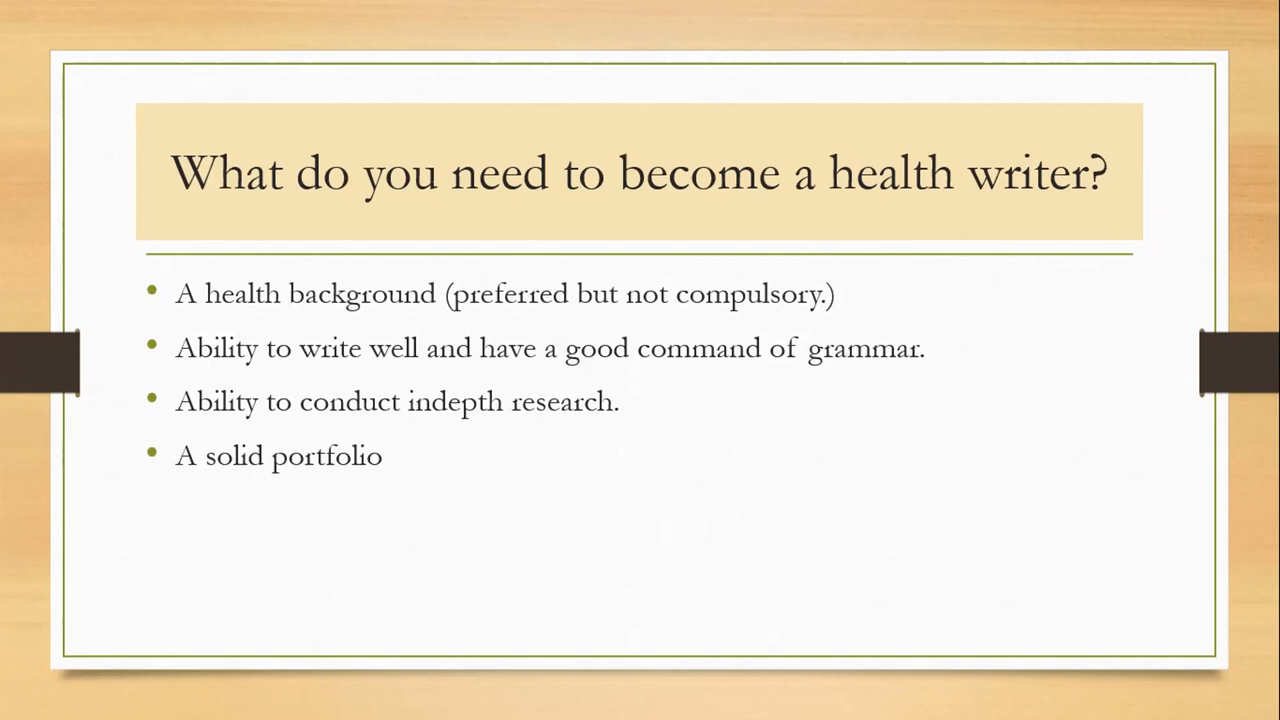 What do you need to become a health writer?
• A health background (preferred but not compulsory.)
• Ability to write well and have a good command of grammar.
• Ability to conduct indepth research.
• A solid portfolio